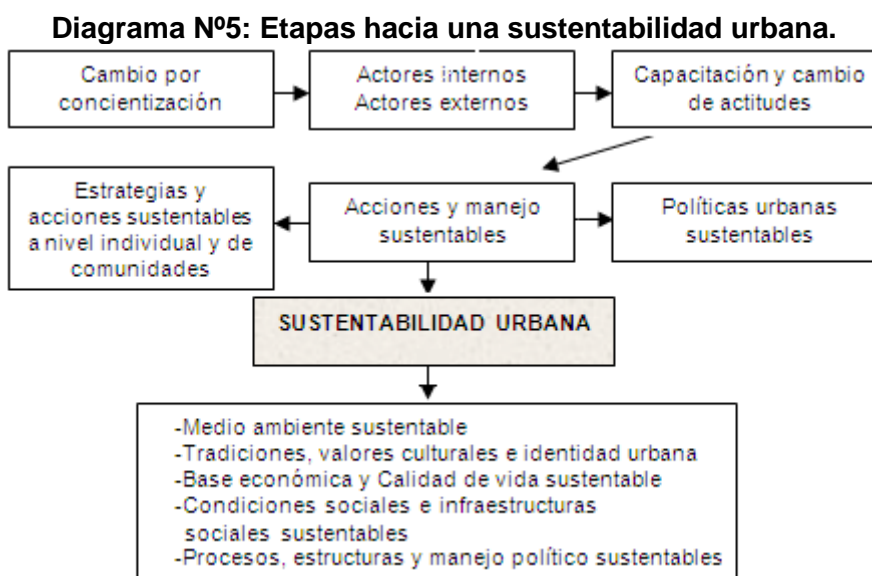 Diagrama Nº5: Etapas hacia una sustentabilidad urbana.
Cambio por
concientización
Actores internos
Actores externos
Capacitación y cambio
de actitudes
Estrategias y
acciones sustentables
a nivel individual y de
comunidades
Acciones y manejo
sustentables
Políticas urbanas
sustentables
SUSTENTABILIDAD URBANA
-Medio ambiente sustentable
-Tradiciones, valores culturales e identidad urbana
-Base económica y Calidad de vida sustentable
-Condiciones sociales e infraestructuras
sociales sustentables
-Procesos, estructuras y manejo político sustentables